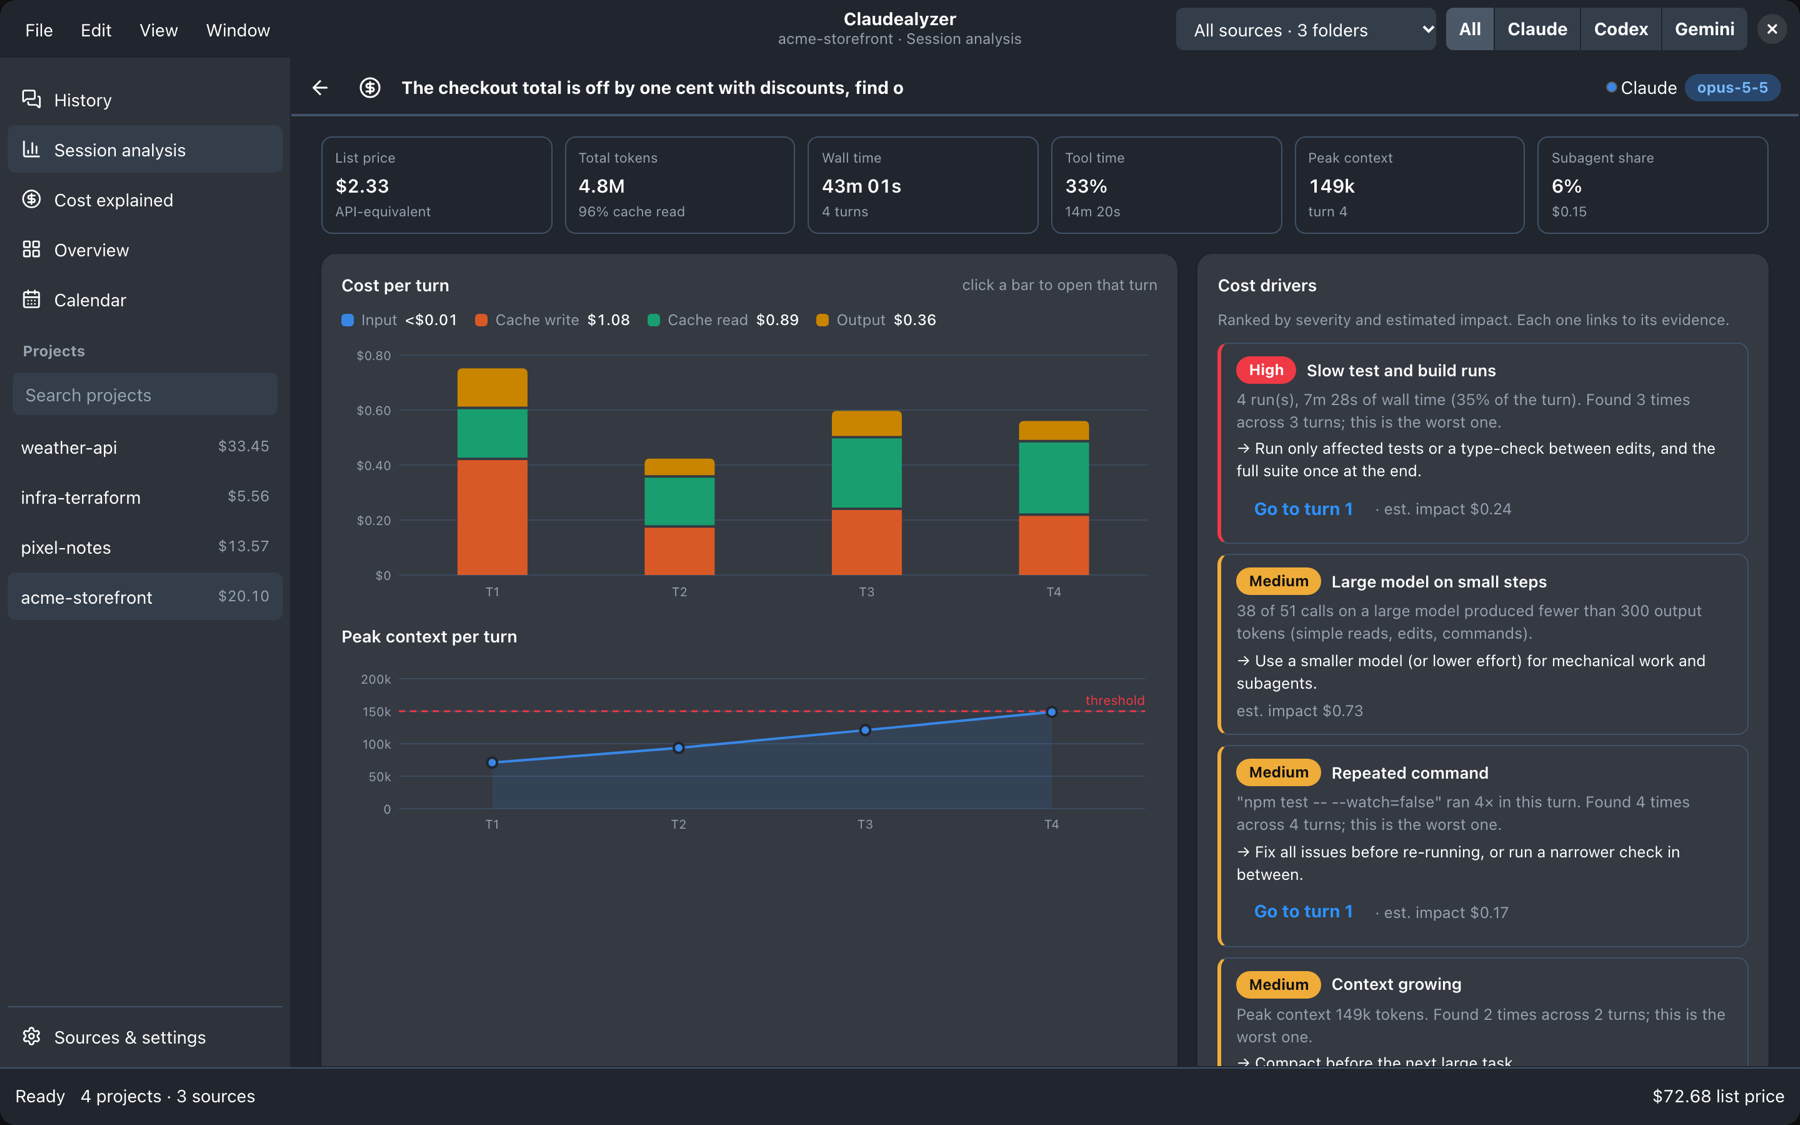 File Edit View Window
Claudealyzer
acme-storefront · Session analysis
All sources · 3 folders
All Claude Codex Gemini
History
Session analysis
Cost explained
Overview
Calendar
Projects
Search projects
weather-api $33.45
infra-terraform $5.56
pixel-notes $13.57
acme-storefront $20.10
Sources & settings
The checkout total is off by one cent with discounts, find o
Claude opus-5-5
List price
$2.33
API-equivalent
Total tokens
4.8M
96% cache read
Wall time
43m 01s
4 turns
Tool time
33%
14m 20s
Peak context
149k
turn 4
Subagent share
6%
$0.15
Cost per turn
click a bar to open that turn
Input <$0.01 Cache write $1.08 Cache read $0.89 Output $0.36
$0.80
$0.60
$0.40
$0.20
$0
T1 T2 T3 T4
Peak context per turn
200k
threshold
150k
100k
50k
0
T1 T2 T3 T4
Cost drivers
Ranked by severity and estimated impact. Each one links to its evidence.
High Slow test and build runs
4 run(s), 7m 28s of wall time (35% of the turn). Found 3 times
across 3 turns; this is the worst one.
→ Run only affected tests or a type-check between edits, and the
full suite once at the end.
Go to turn 1 · est. impact $0.24
Medium Large model on small steps
38 of 51 calls on a large model produced fewer than 300 output
tokens (simple reads, edits, commands).
→ Use a smaller model (or lower effort) for mechanical work and
subagents.
est. impact $0.73
Medium Repeated command
"npm test -- --watch=false" ran 4× in this turn. Found 4 times
across 4 turns; this is the worst one.
→ Fix all issues before re-running, or run a narrower check in
between.
Go to turn 1 · est. impact $0.17
Medium Context growing
Peak context 149k tokens. Found 2 times across 2 turns; this is the
worst one.
→ Compact before the next large task
Ready 4 projects · 3 sources
$72.68 list price